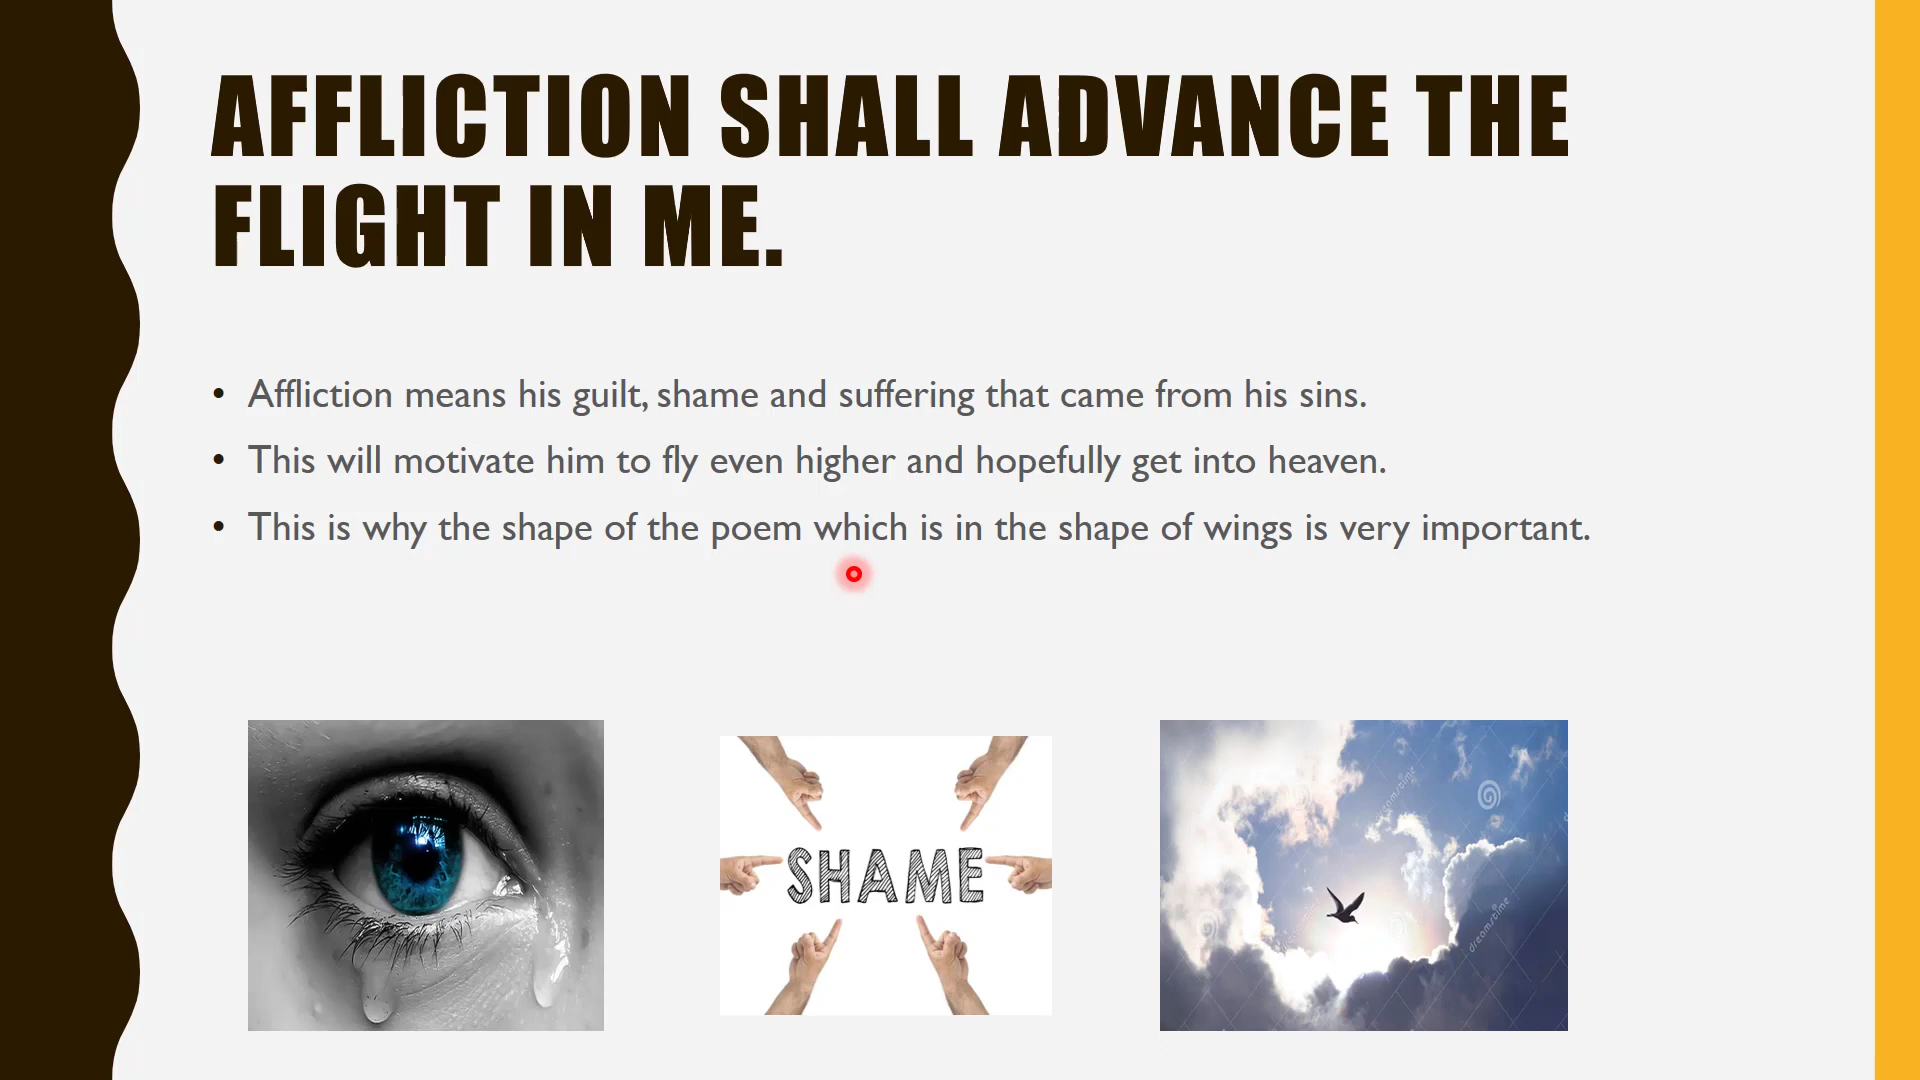 AFFLICTION SHALL ADVANCE THE
FLIGHT IN ME.
• Affliction means his guilt, shame and suffering that came from his sins.
• This will motivate him to fly even higher and hopefully get into heaven.
• This is why the shape of the poem which is in the shape of wings is very important.
SHAME
dreamstime
dreamstime